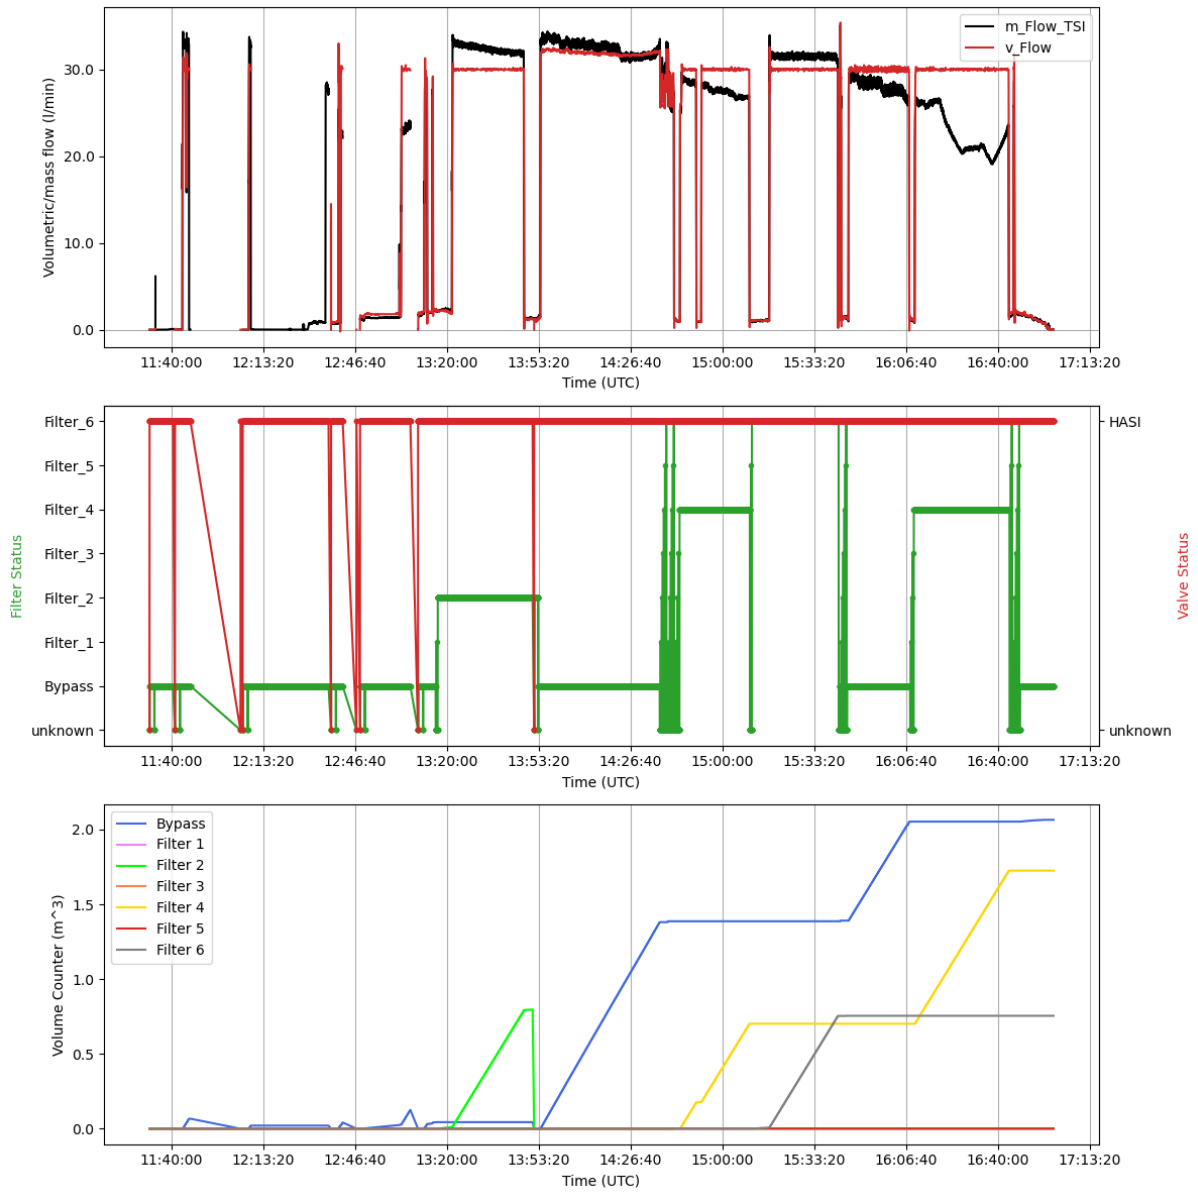 m_Flow_TSI
v_Flow
Volumetric/mass flow (l/min)
30.0
20.0
10.0
0.0
11:40:00 12:13:20 12:46:40 13:20:00 13:53:20 14:26:40 15:00:00 15:33:20 16:06:40 16:40:00 17:13:20
Time (UTC)
Filter Status
Filter_6
Filter_5
Filter_4
Filter_3
Filter_2
Filter_1
Bypass
unknown
HASI
unknown
Valve Status
11:40:00 12:13:20 12:46:40 13:20:00 13:53:20 14:26:40 15:00:00 15:33:20 16:06:40 16:40:00 17:13:20
Time (UTC)
Volume Counter (m^3)
2.0
1.5
1.0
0.5
0.0
Bypass
Filter 1
Filter 2
Filter 3
Filter 4
Filter 5
Filter 6
11:40:00 12:13:20 12:46:40 13:20:00 13:53:20 14:26:40 15:00:00 15:33:20 16:06:40 16:40:00 17:13:20
Time (UTC)